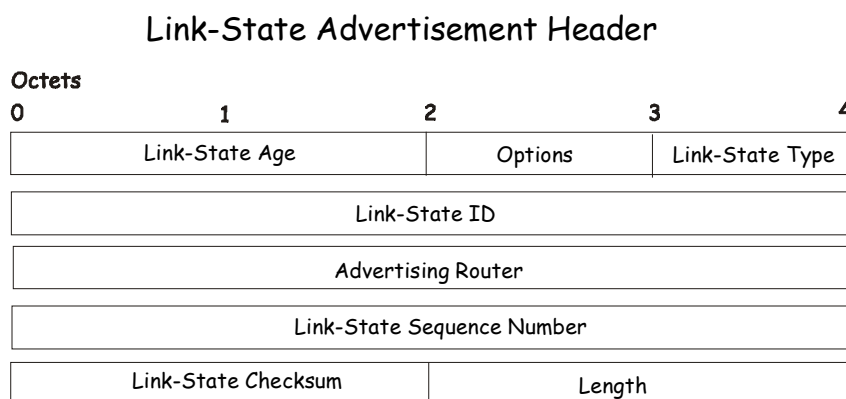 Link-State Advertisement Header
Octets
0 1 2 3 4
Link-State Age Options Link-State Type
Link-State ID
Advertising Router
Link-State Sequence Number
Link-State Checksum Length